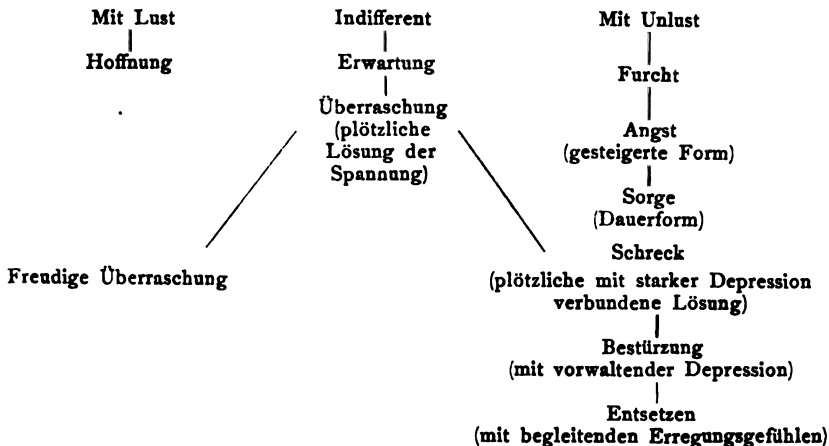 Mit Lust
Hoffnung
Indifferent
Erwartung
Überraschung
(plötzliche
Lösung der
Spannung)
Mit Unlust
Furcht
Angst
(gesteigerte Form)
Sorge
(Dauerform)
Freudige Überraschung
Schreck
(plötzliche mit starker Depression
verbundene Lösung)
Bestürzung
(mit vorwaltender Depression)
Entsetzen
(mit begleitenden Erregungsgefühlen)